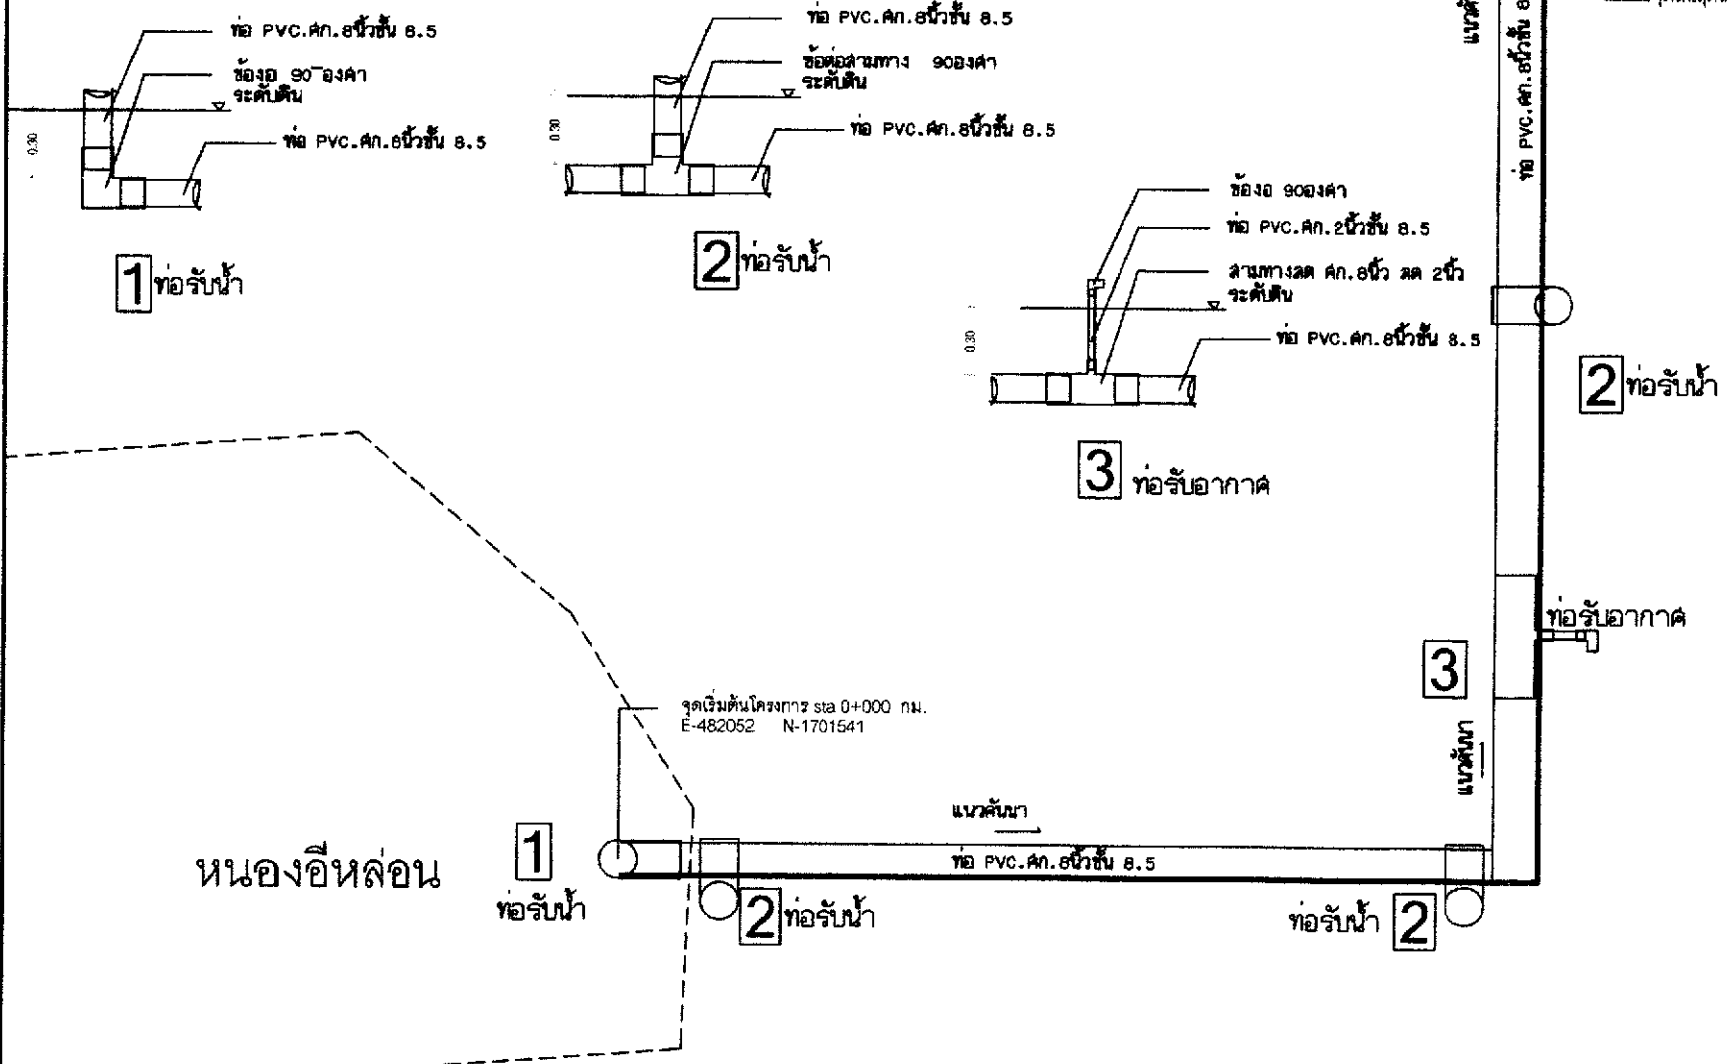 ท่อ PVC.ศก.8นิ้วชั้น 8.5
ข้องอ 90 องศา
ระดับดิน
ท่อ PVC.ศก.8นิ้วชั้น 8.5
0.30
1 ท่อรับน้ำ
ท่อ PVC.ศก.8นิ้วชั้น 8.5
ข้อต่อสามทาง 90องศา
ระดับดิน
ท่อ PVC.ศก.8นิ้วชั้น 8.5
0.30
2 ท่อรับน้ำ
ข้องอ 90องศา
ท่อ PVC.ศก.2นิ้วชั้น 8.5
สามทางลด ศก.8นิ้ว ลด 2นิ้ว
ระดับดิน
ท่อ PVC.ศก.8นิ้วชั้น 8.5
0.30
3 ท่อรับอากาศ
ท่อ PVC.ศก.8นิ้วชั้น 8
2 ท่อรับน้ำ
ท่อรับอากาศ
3
แนวคันนา
จุดเริ่มต้นโครงการ sta 0+000 กม.
E-482052 N-1701541
แนวคันนา
ท่อ PVC.ศก.8นิ้วชั้น 8.5
หนองอีหล่อน
1
ท่อรับน้ำ
2 ท่อรับน้ำ
ท่อรับน้ำ 2